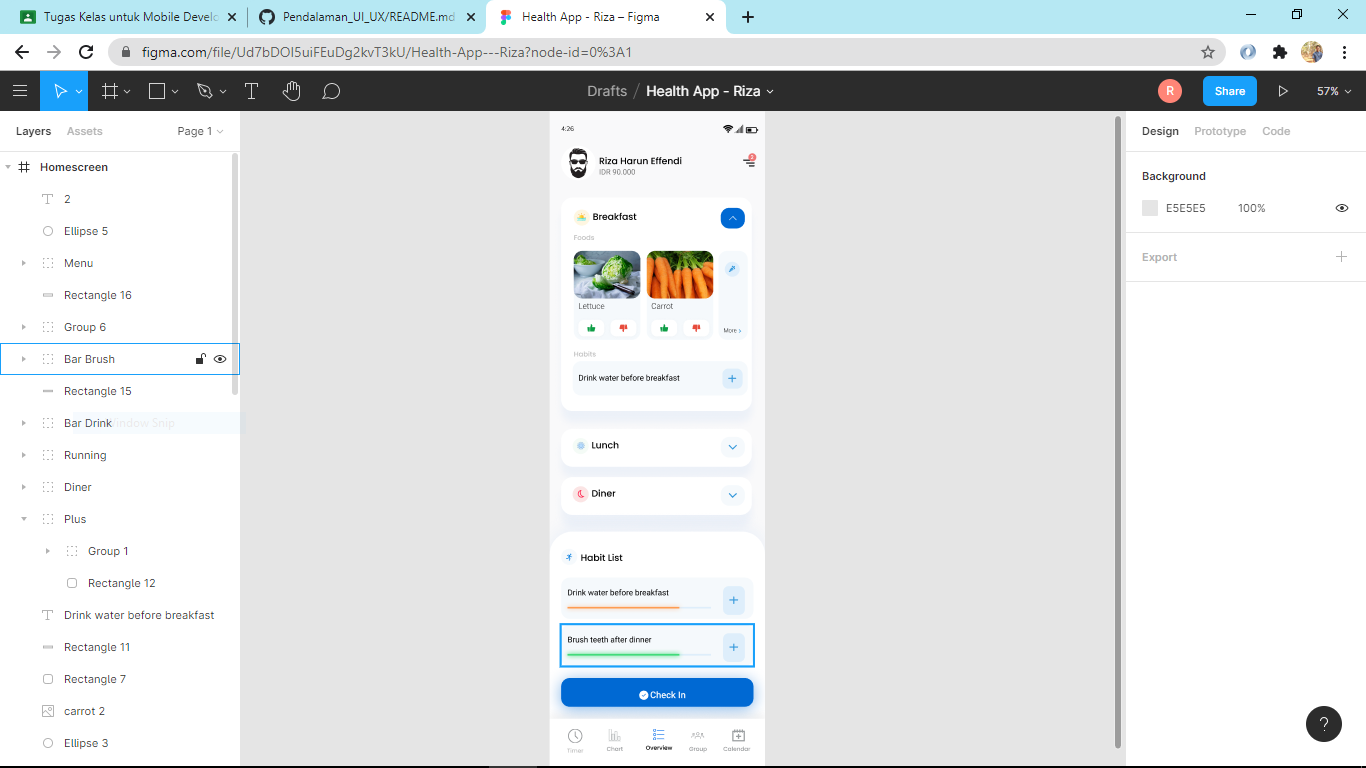 Tugas Kelas untuk Mobile Develo
Pendalaman_UI_UX/README.md
Health App - Riza – Figma
figma.com/file/Ud7bDOI5uiFEuDg2kvT3kU/Health-App---Riza?node-id=0%3A1
Drafts / Health App - Riza
R
Share
57%
Layers
Assets
Page 1
Homescreen
2
Ellipse 5
Menu
Rectangle 16
Group 6
Bar Brush
Rectangle 15
Bar Drink
Window Snip
Running
Diner
Plus
Group 1
Rectangle 12
Drink water before breakfast
Rectangle 11
Rectangle 7
carrot 2
Ellipse 3
4:26
Riza Harun Effendi
IDR 90.000
2
Breakfast
Foods
Lettuce
Carrot
More >
Habits
Drink water before breakfast
Lunch
Diner
Habit List
Drink water before breakfast
Brush teeth after dinner
Check In
Timer
Chart
Overview
Group
Calendar
Design
Prototype
Code
Background
E5E5E5
100%
Export
?